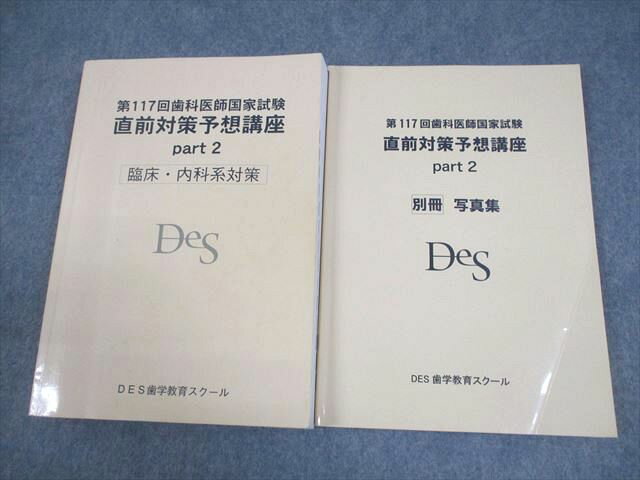 第117回歯科医師国家試験
直前対策予想講座
part 2
臨床・内科系対策
DeS
DES歯学教育スクール
第117回歯科医師国家試験
直前対策予想講座
part 2
別冊 写真集
DeS
DES歯学教育スクール